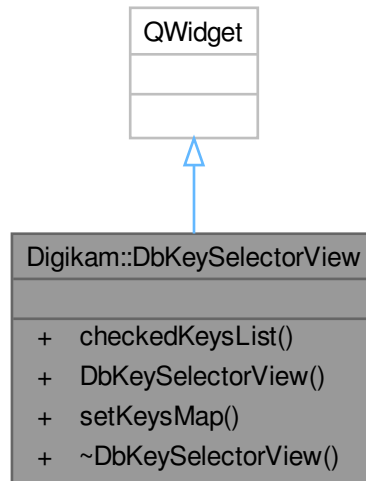 QWidget
Digikam::DbKeySelectorView
+ checkedKeysList()
+ DbKeySelectorView()
+ setKeysMap()
+ ~DbKeySelectorView()